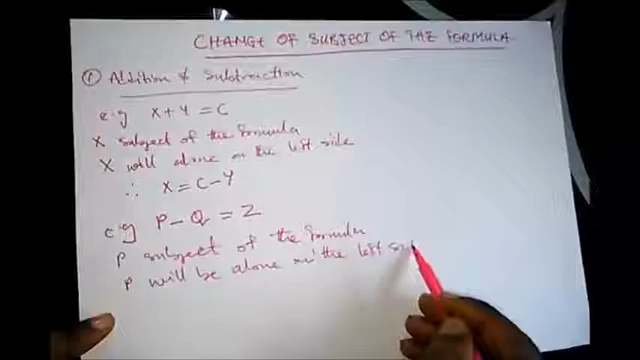 CHANGE OF SUBJECT OF THE FORMULA
① Addition & Subtraction
e.g X + Y = C
X subject of the formula
X will alone on the left side
∴ X = C - Y
e.g P - Q = Z
P subject of the formula
P will be alone on the left